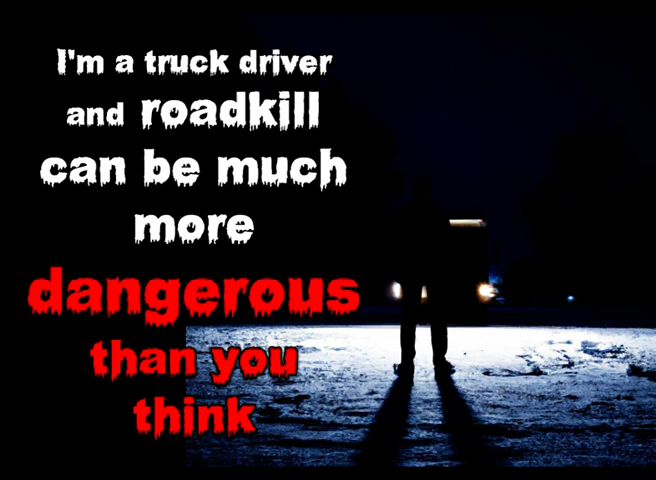 I'm a truck driver
and roadkill
can be much
more
dangerous
than you
think